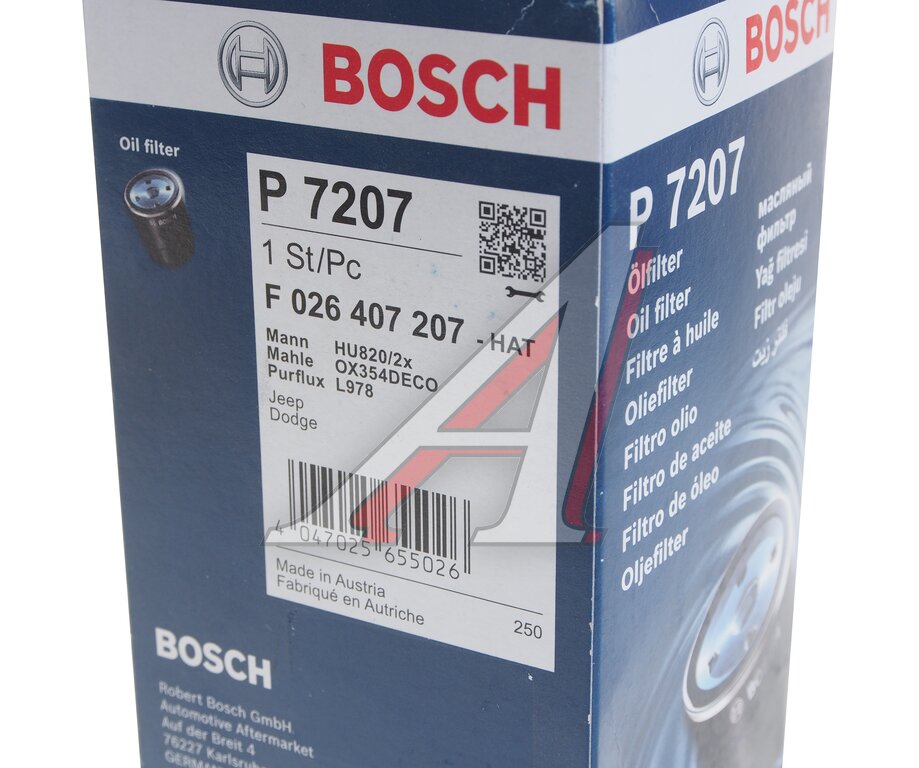 BOSCH
Oil filter
P 7207
1 St/Pc
F 026 407 207 - HAT
Mann HU820/2x
Mahle OX354DECO
Purflux L978
Jeep
Dodge
4 047025 655026
Made in Austria
Fabriqué en Autriche
250
BOSCH
Robert Bosch GmbH
Automotive Aftermarket
Auf der Breit 4
76227 Karlsruhe
GERMANY
BOSCH
P 7207
Ölfilter
Oil filter
Filtre à huile
Oliefilter
Filtro olio
Filtro de aceite
Filtro de óleo
Oljefilter
масляный
фильтр
Yağ filtresi
Filtr oleju
فلتر زيت